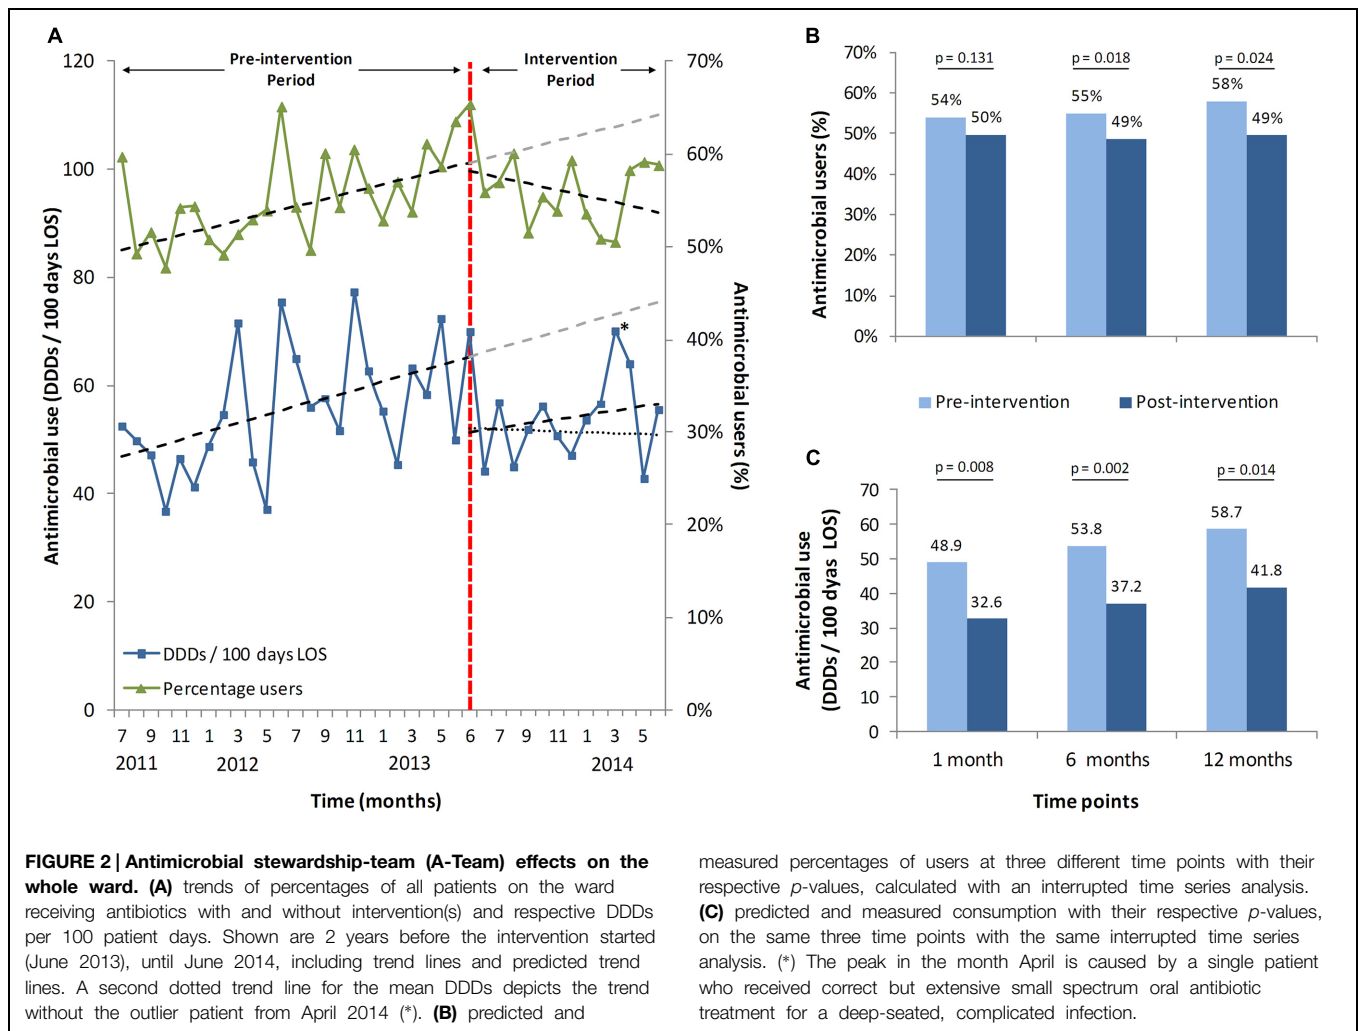 A
120
100
80
60
40
20
0
Antimicrobial use (DDDs / 100 days LOS)
Pre-intervention
Period
Intervention
Period
70%
60%
50%
40%
30%
20%
10%
0%
Antimicrobial users (%)
*
DDDs / 100 days LOS
Percentage users
7 9 11 1 3 5 7 9 11 1 3 5 6 7 9 11 1 3 5
2011 2012 2013 2014
Time (months)
B
70%
60%
50%
40%
30%
20%
10%
0%
Antimicrobial users (%)
p = 0.131 p = 0.018 p = 0.024
54% 50% 55% 49% 58% 49%
Pre-intervention Post-intervention
C
70
60
50
40
30
20
10
0
Antimicrobial use
(DDDs / 100 dyas LOS)
p = 0.008 p = 0.002 p = 0.014
48.9 32.6 53.8 37.2 58.7 41.8
1 month 6 months 12 months
Time points
FIGURE 2 | Antimicrobial stewardship-team (A-Team) effects on the
whole ward. (A) trends of percentages of all patients on the ward
receiving antibiotics with and without intervention(s) and respective DDDs
per 100 patient days. Shown are 2 years before the intervention started
(June 2013), until June 2014, including trend lines and predicted trend
lines. A second dotted trend line for the mean DDDs depicts the trend
without the outlier patient from April 2014 (*). (B) predicted and
measured percentages of users at three different time points with their
respective p-values, calculated with an interrupted time series analysis.
(C) predicted and measured consumption with their respective p-values,
on the same three time points with the same interrupted time series
analysis. (*) The peak in the month April is caused by a single patient
who received correct but extensive small spectrum oral antibiotic
treatment for a deep-seated, complicated infection.